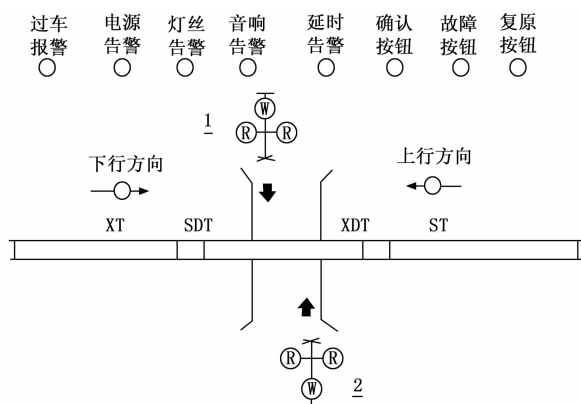 过车 电源 灯丝 音响 延时 确认 故障 复原
报警 告警 告警 告警 告警 按钮 按钮 按钮
1
W
R R
下行方向
上行方向
XT SDT XDT ST
R R
W
2